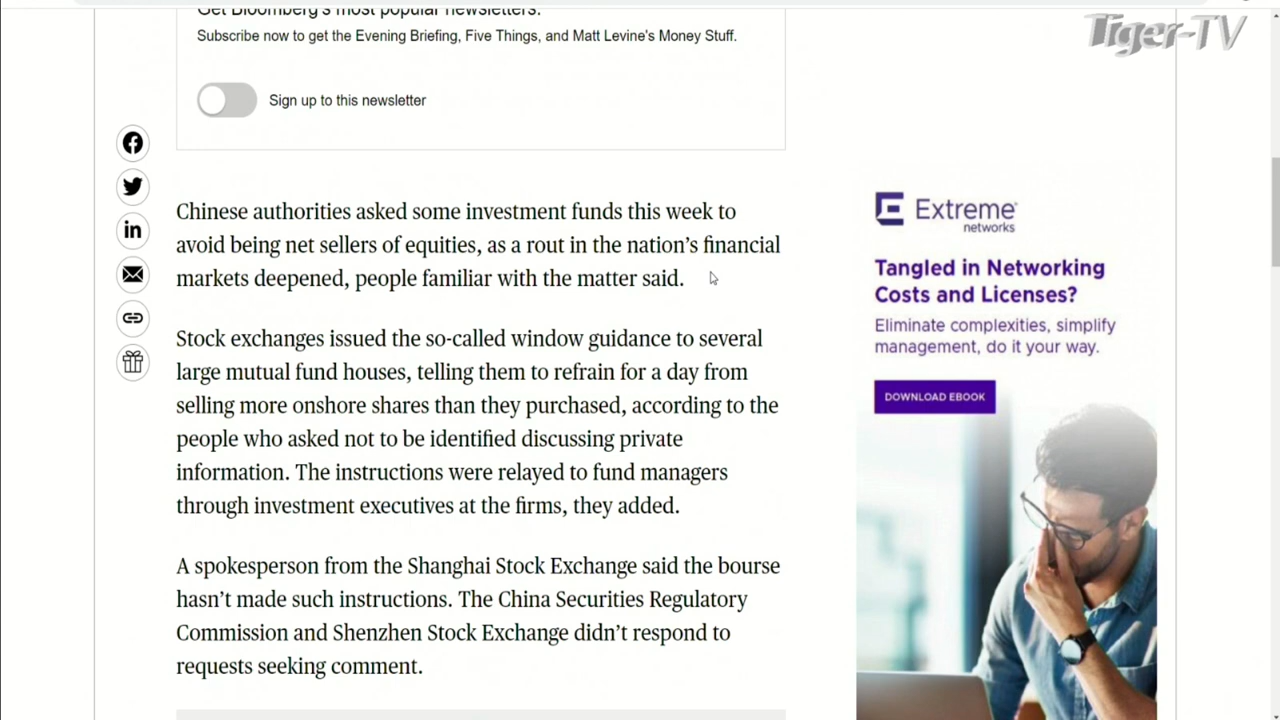 Get Bloomberg's most popular newsletters.
Subscribe now to get the Evening Briefing, Five Things, and Matt Levine's Money Stuff.
Sign up to this newsletter
Chinese authorities asked some investment funds this week to
avoid being net sellers of equities, as a rout in the nation’s financial
markets deepened, people familiar with the matter said.
Stock exchanges issued the so-called window guidance to several
large mutual fund houses, telling them to refrain for a day from
selling more onshore shares than they purchased, according to the
people who asked not to be identified discussing private
information. The instructions were relayed to fund managers
through investment executives at the firms, they added.
A spokesperson from the Shanghai Stock Exchange said the bourse
hasn’t made such instructions. The China Securities Regulatory
Commission and Shenzhen Stock Exchange didn’t respond to
requests seeking comment.
Tiger-TV
Extreme
networks
Tangled in Networking
Costs and Licenses?
Eliminate complexities, simplify
management, do it your way.
DOWNLOAD EBOOK